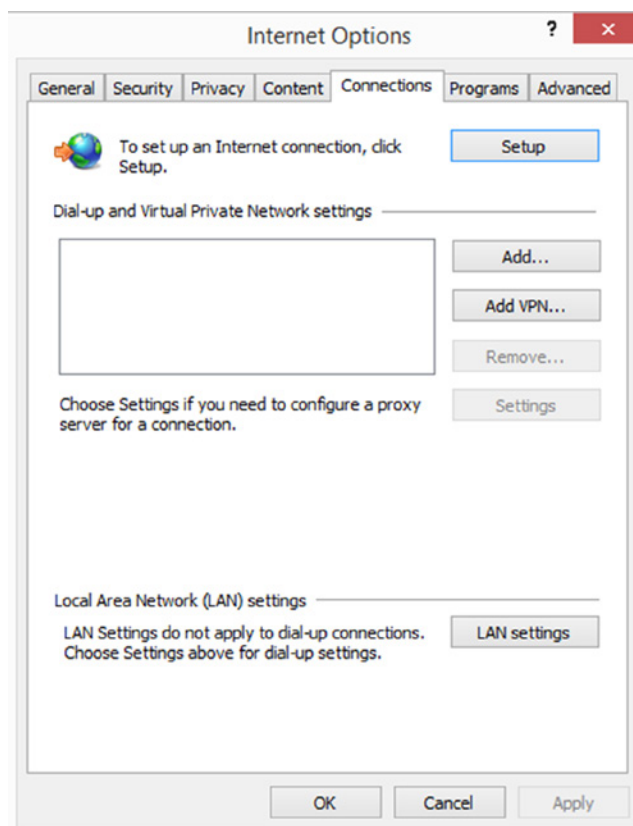 Internet Options
?
General Security Privacy Content Connections Programs Advanced
To set up an Internet connection, click
Setup.
Setup
Dial-up and Virtual Private Network settings
Add...
Add VPN...
Remove...
Choose Settings if you need to configure a proxy
server for a connection.
Settings
Local Area Network (LAN) settings
LAN Settings do not apply to dial-up connections.
Choose Settings above for dial-up settings.
LAN settings
OK Cancel Apply